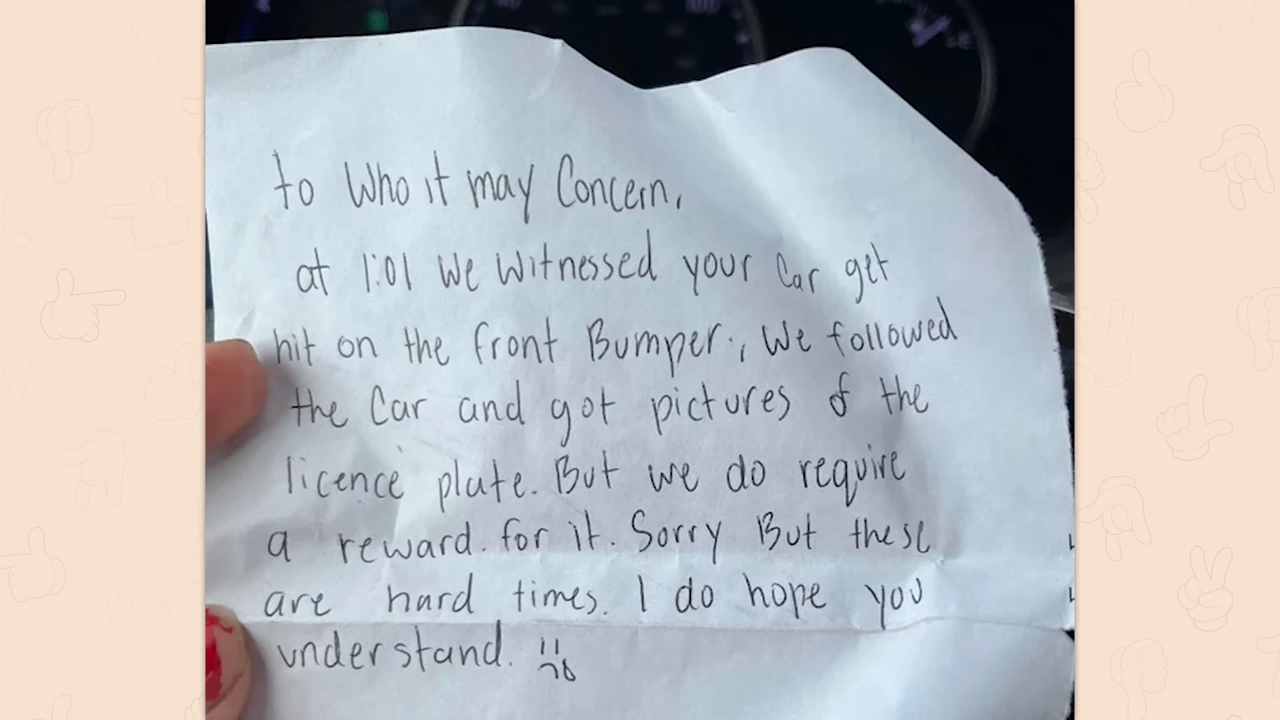 to Who it may Concern,
at 1:01 We Witnessed your Car get
hit on the front Bumper., We followed
the Car and got pictures of the
licence plate. But we do require
a reward. for it. Sorry But these
are hard times. I do hope you
understand.